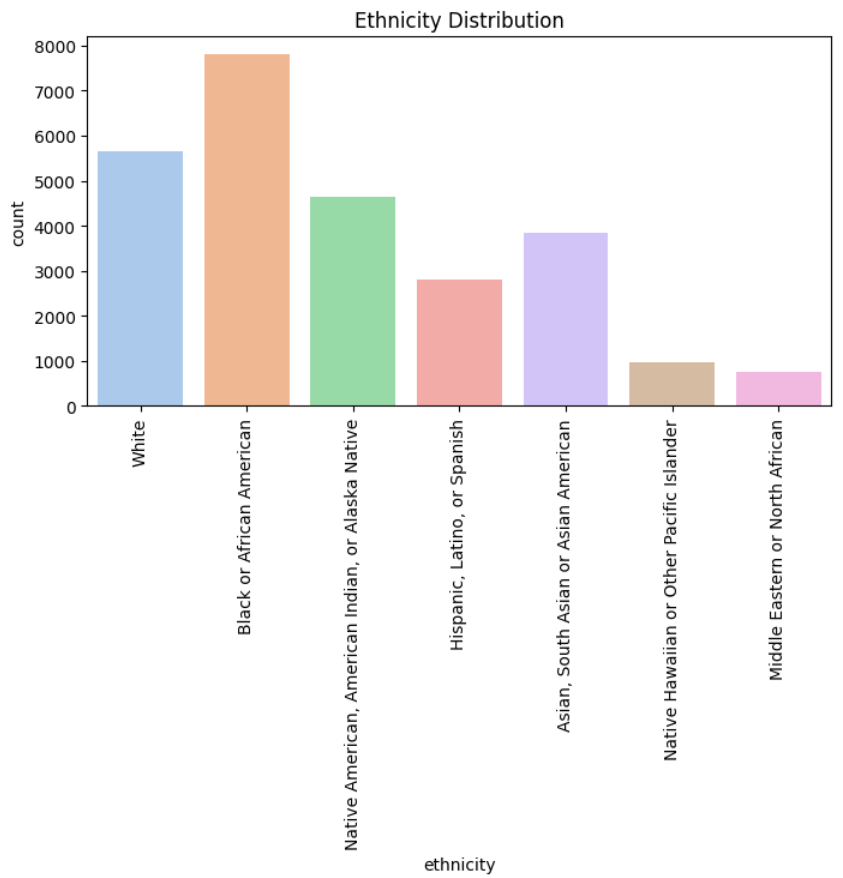 Ethnicity Distribution
8000
7000
6000
5000
4000
3000
2000
1000
0
count
White
Black or African American
Native American, American Indian, or Alaska Native
Hispanic, Latino, or Spanish
Asian, South Asian or Asian American
Native Hawaiian or Other Pacific Islander
Middle Eastern or North African
ethnicity